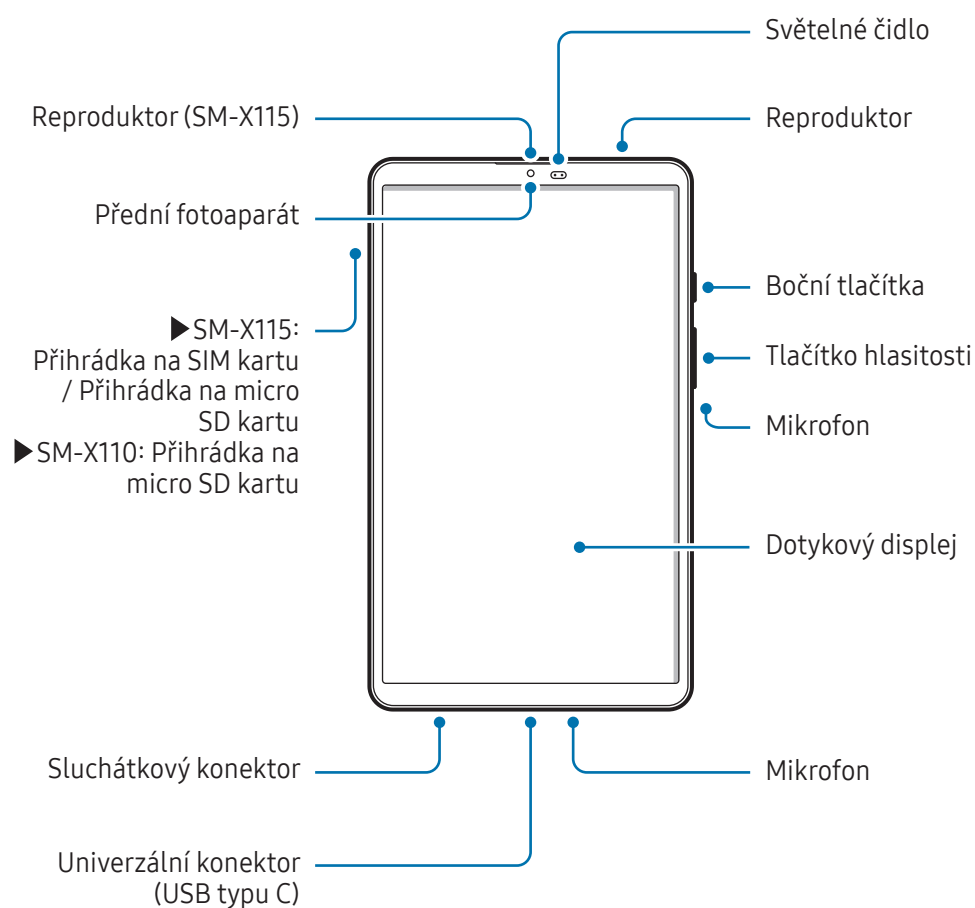 Světelné čidlo
Reproduktor (SM-X115)
Reproduktor
Přední fotoaparát
Boční tlačítka
▶SM-X115:
Přihrádka na SIM kartu
/ Přihrádka na micro
SD kartu
▶SM-X110: Přihrádka na
micro SD kartu
Tlačítko hlasitosti
Mikrofon
Dotykový displej
Sluchátkový konektor
Mikrofon
Univerzální konektor
(USB typu C)